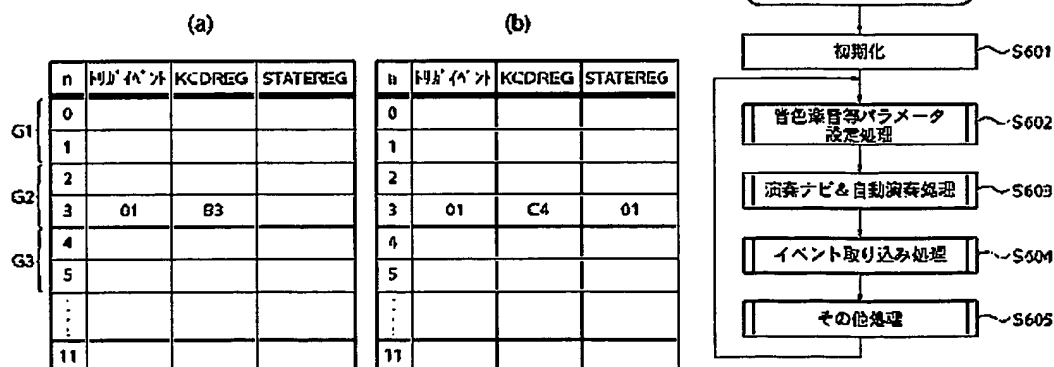 (a)
n トリガイベント KCDREG STATEREG
G1
0
1
G2
2
3 01 B3
G3
4
5
11
(b)
n トリガイベント KCDREG STATEREG
0
1
2
3 01 C4 01
4
5
11
初期化 S601
音色楽音等パラメータ
設定処理 S602
演奏ナビ&自動演奏処理 S603
イベント取り込み処理 S604
その他処理 S605